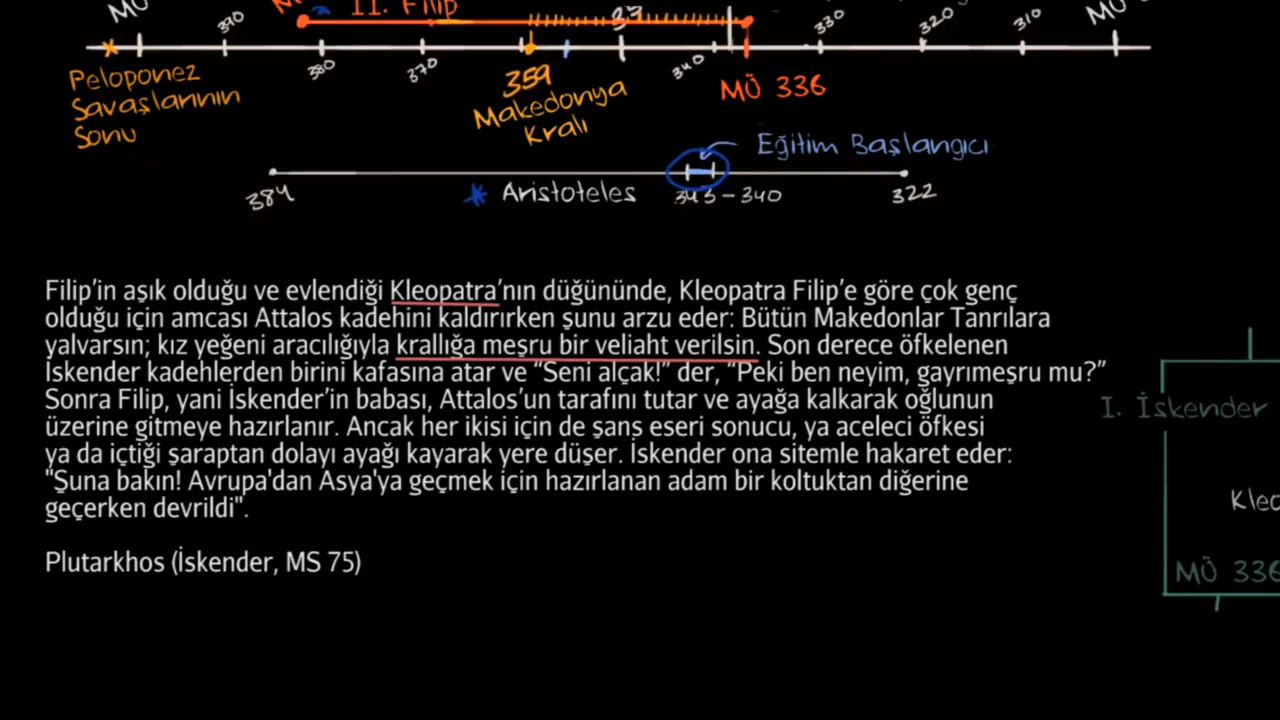 MÖ
II. Filip
390
380
370
359
340
330
320
310
MÖ
Peloponez
Savaşlarının
Sonu
Makedonya
Kralı
MÜ 336
Eğitim Başlangıcı
384
* Aristoteles
343 - 340
322
Filip'in aşık olduğu ve evlendiği Kleopatra'nın düğününde, Kleopatra Filip'e göre çok genç
olduğu için amcası Attalos kadehini kaldırırken şunu arzu eder: Bütün Makedonlar Tanrılara
yalvarsın; kız yeğeni aracılığıyla krallığa meşru bir veliaht verilsin. Son derece öfkelenen
İskender kadehlerden birini kafasına atar ve "Seni alçak!" der, "Peki ben neyim, gayrımeşru mu?"
Sonra Filip, yani İskender'in babası, Attalos'un tarafını tutar ve ayağa kalkarak oğlunun
üzerine gitmeye hazırlanır. Ancak her ikisi için de şans eseri sonucu, ya aceleci öfkesi
ya da içtiği şaraptan dolayı ayağı kayarak yere düşer. İskender ona sitemle hakaret eder:
"Şuna bakın! Avrupa'dan Asya'ya geçmek için hazırlanan adam bir koltuktan diğerine
geçerken devrildi".
Plutarkhos (İskender, MS 75)
I. İskender
Kleo
MÜ 336